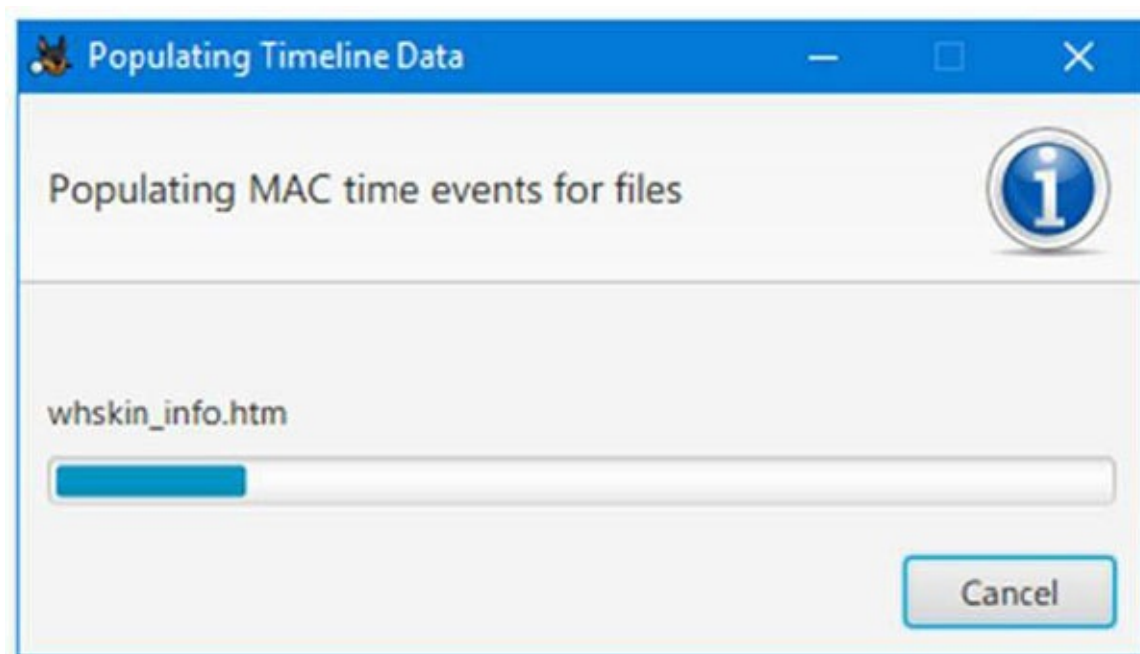 Populating Timeline Data
Populating MAC time events for files
whskin_info.htm
Cancel